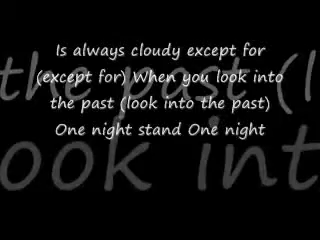 Is always cloudy except for
(except for) When you look into
the past (look into the past)
One night stand One night
the past (l
ook int